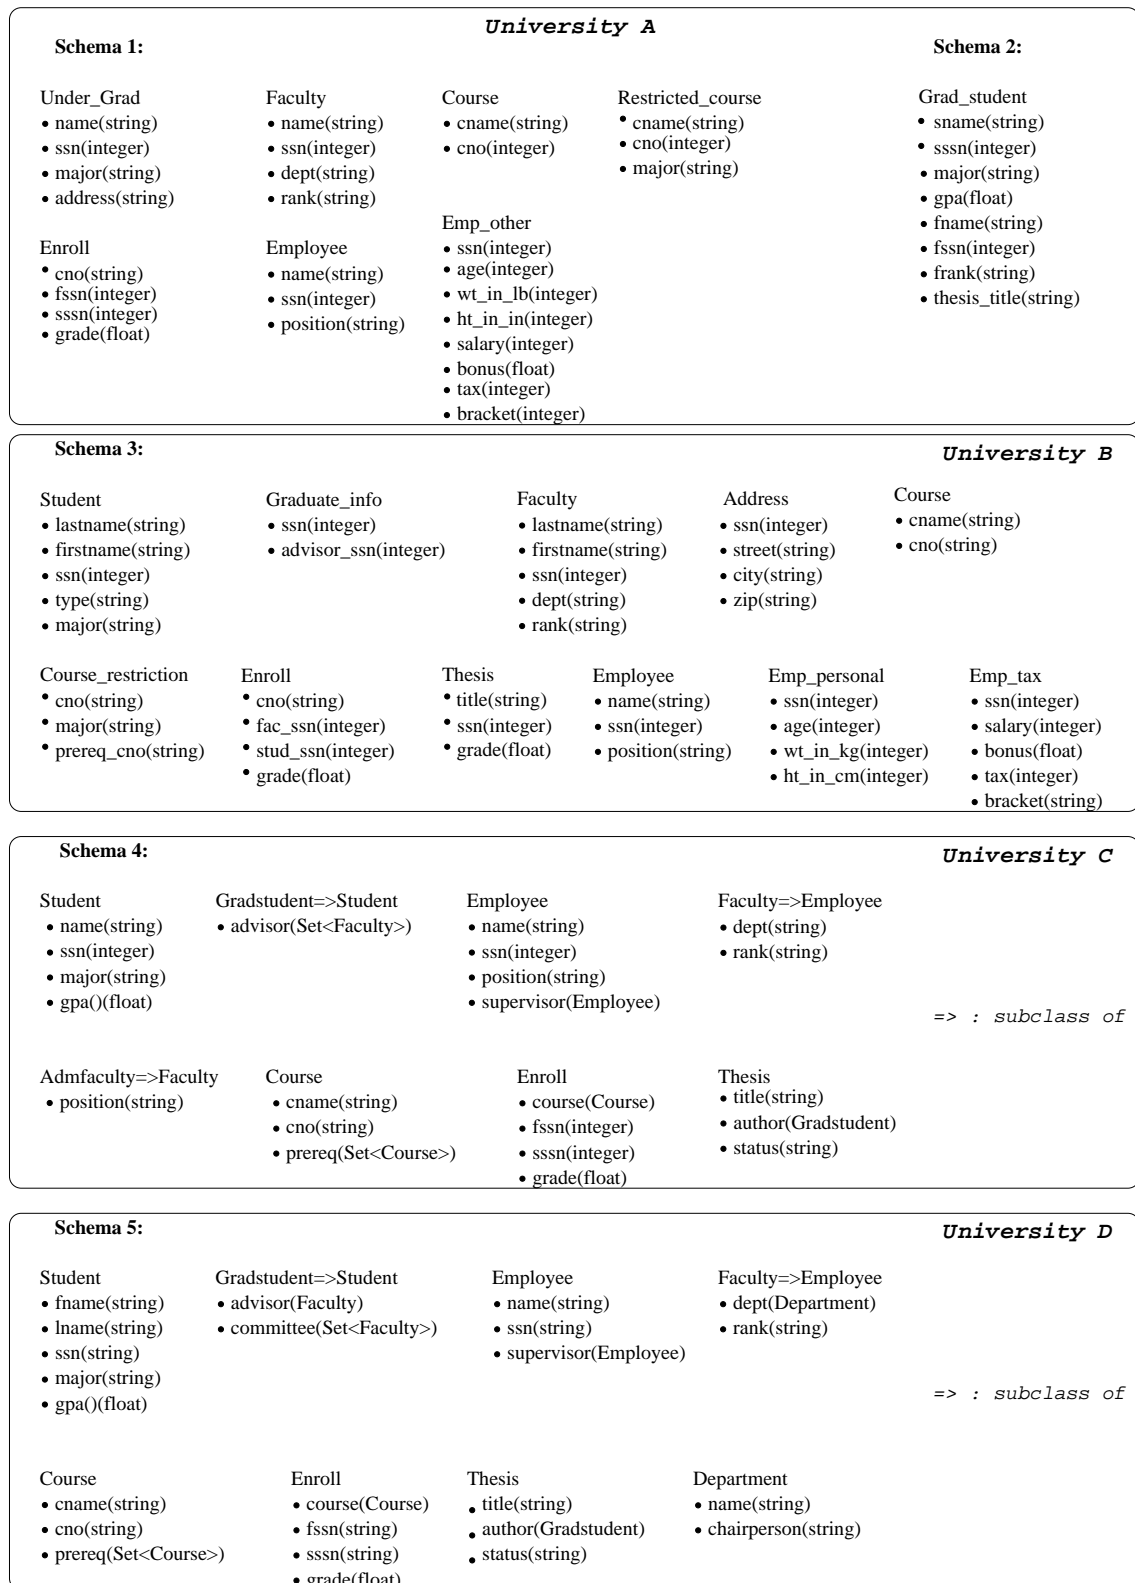 University A
Schema 1:
Schema 2:
Under_Grad
• name(string)
• ssn(integer)
• major(string)
• address(string)
Faculty
• name(string)
• ssn(integer)
• dept(string)
• rank(string)
Course
• cname(string)
• cno(integer)
Restricted_course
• cname(string)
• cno(integer)
• major(string)
Grad_student
• sname(string)
• sssn(integer)
• major(string)
• gpa(float)
• fname(string)
• fssn(integer)
• frank(string)
• thesis_title(string)
Enroll
• cno(string)
• fssn(integer)
• sssn(integer)
• grade(float)
Employee
• name(string)
• ssn(integer)
• position(string)
Emp_other
• ssn(integer)
• age(integer)
• wt_in_lb(integer)
• ht_in_in(integer)
• salary(integer)
• bonus(float)
• tax(integer)
• bracket(integer)
Schema 3:
University B
Student
• lastname(string)
• firstname(string)
• ssn(integer)
• type(string)
• major(string)
Graduate_info
• ssn(integer)
• advisor_ssn(integer)
Faculty
• lastname(string)
• firstname(string)
• ssn(integer)
• dept(string)
• rank(string)
Address
• ssn(integer)
• street(string)
• city(string)
• zip(string)
Course
• cname(string)
• cno(string)
Course_restriction
• cno(string)
• major(string)
• prereq_cno(string)
Enroll
• cno(string)
• fac_ssn(integer)
• stud_ssn(integer)
• grade(float)
Thesis
• title(string)
• ssn(integer)
• grade(float)
Employee
• name(string)
• ssn(integer)
• position(string)
Emp_personal
• ssn(integer)
• age(integer)
• wt_in_kg(integer)
• ht_in_cm(integer)
Emp_tax
• ssn(integer)
• salary(integer)
• bonus(float)
• tax(integer)
• bracket(string)
Schema 4:
University C
Student
• name(string)
• ssn(integer)
• major(string)
• gpa()(float)
Gradstudent=>Student
• advisor(Set<Faculty>)
Employee
• name(string)
• ssn(integer)
• position(string)
• supervisor(Employee)
Faculty=>Employee
• dept(string)
• rank(string)
=> : subclass of
Admfaculty=>Faculty
• position(string)
Course
• cname(string)
• cno(string)
• prereq(Set<Course>)
Enroll
• course(Course)
• fssn(integer)
• sssn(integer)
• grade(float)
Thesis
• title(string)
• author(Gradstudent)
• status(string)
Schema 5:
University D
Student
• fname(string)
• lname(string)
• ssn(string)
• major(string)
• gpa()(float)
Gradstudent=>Student
• advisor(Faculty)
• committee(Set<Faculty>)
Employee
• name(string)
• ssn(string)
• supervisor(Employee)
Faculty=>Employee
• dept(Department)
• rank(string)
=> : subclass of
Course
• cname(string)
• cno(string)
• prereq(Set<Course>)
Enroll
• course(Course)
• fssn(string)
• sssn(string)
• grade(float)
Thesis
• title(string)
• author(Gradstudent)
• status(string)
Department
• name(string)
• chairperson(string)